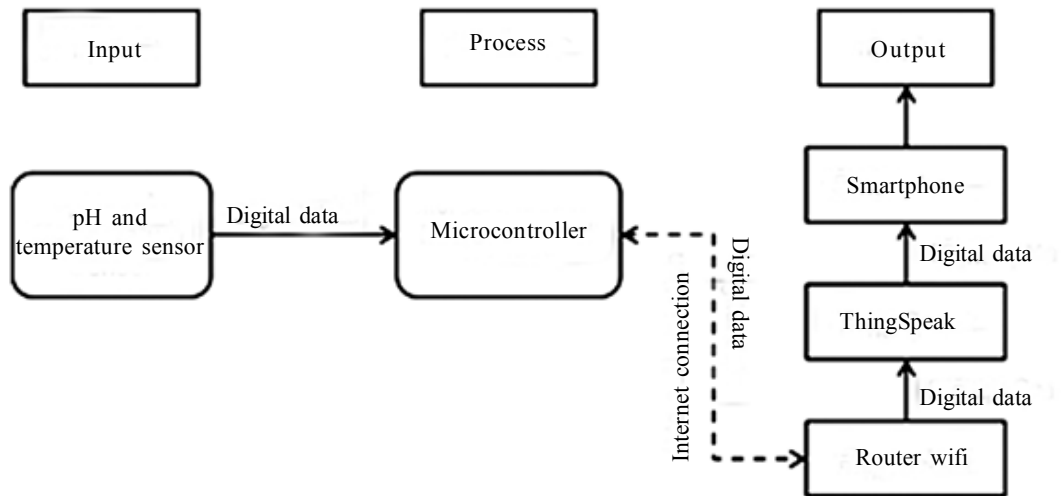 Input
Process
Output
pH and
temperature sensor
Digital data
Microcontroller
Internet connection
Digital data
Smartphone
Digital data
ThingSpeak
Digital data
Router wifi